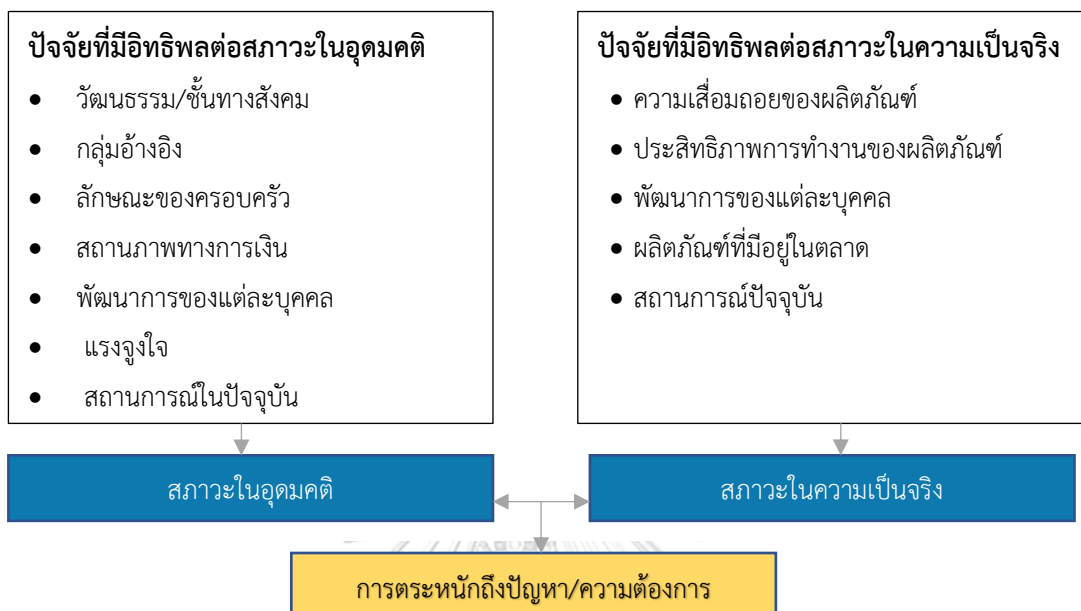 ปัจจัยที่มีอิทธิพลต่อสภาวะในอุดมคติ
• วัฒนธรรม/ชั้นทางสังคม
• กลุ่มอ้างอิง
• ลักษณะของครอบครัว
• สถานภาพทางการเงิน
• พัฒนาการของแต่ละบุคคล
• แรงจูงใจ
• สถานการณ์ในปัจจุบัน
ปัจจัยที่มีอิทธิพลต่อสภาวะในความเป็นจริง
• ความเสื่อมถอยของผลิตภัณฑ์
• ประสิทธิภาพการทำงานของผลิตภัณฑ์
• พัฒนาการของแต่ละบุคคล
• ผลิตภัณฑ์ที่มีอยู่ในตลาด
• สถานการณ์ปัจจุบัน
สภาวะในอุดมคติ
สภาวะในความเป็นจริง
การตระหนักถึงปัญหา/ความต้องการ